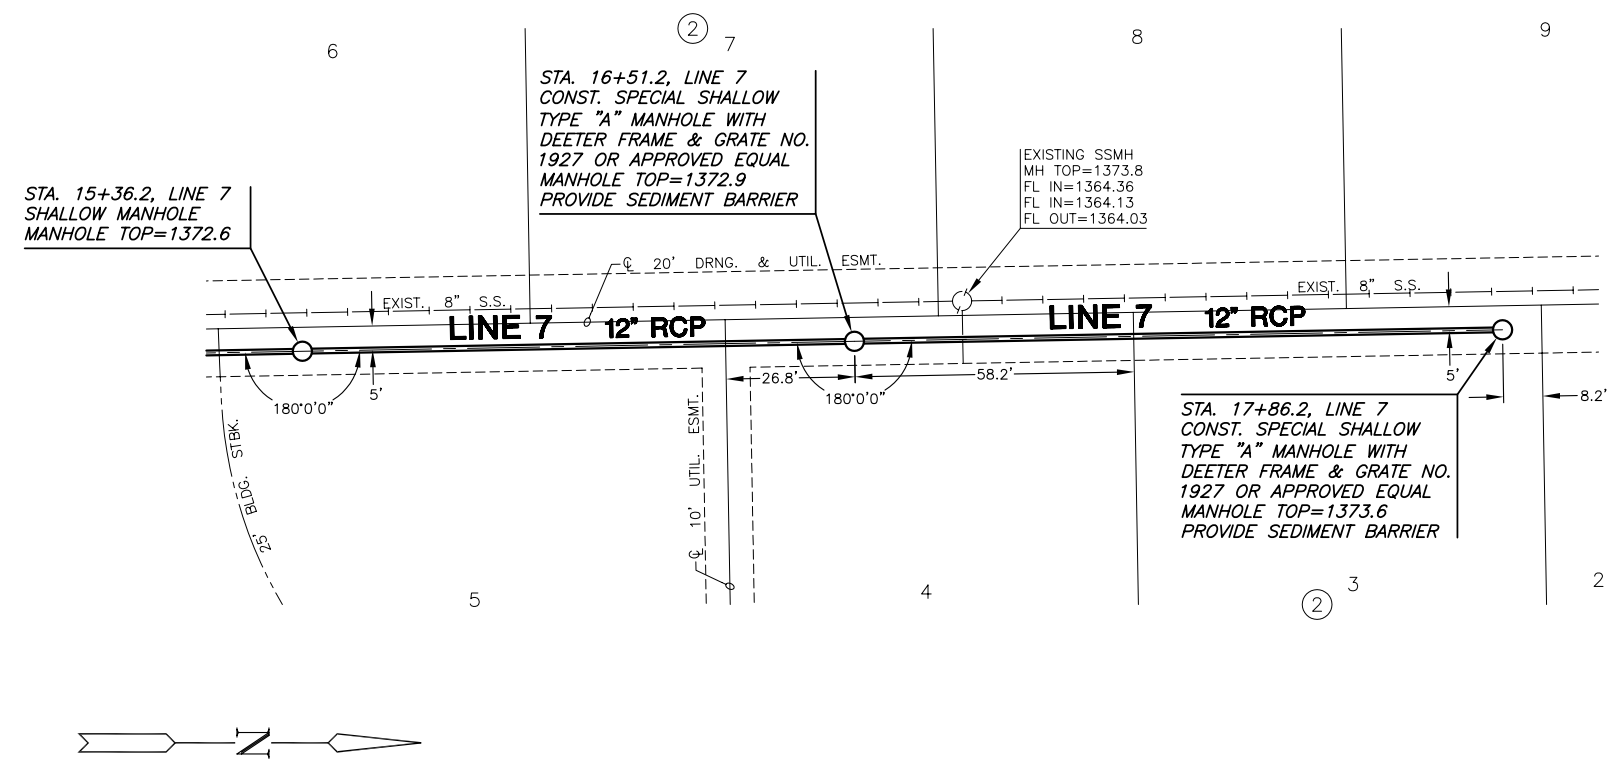 6
2
7
8
9
STA. 16+51.2, LINE 7
CONST. SPECIAL SHALLOW
TYPE "A" MANHOLE WITH
DEETER FRAME & GRATE NO.
1927 OR APPROVED EQUAL
MANHOLE TOP=1372.9
PROVIDE SEDIMENT BARRIER
EXISTING SSMH
MH TOP=1373.8
FL IN=1364.36
FL IN=1364.13
FL OUT=1364.03
STA. 15+36.2, LINE 7
SHALLOW MANHOLE
MANHOLE TOP=1372.6
℄ 20' DRNG. & UTIL. ESMT.
EXIST. 8" S.S.
EXIST. 8" S.S.
LINE 7 12" RCP
LINE 7 12" RCP
5'
180°0'0"
26.8'
180°0'0"
58.2'
5'
8.2'
25' BLDG. STBK.
℄ 10' UTIL. ESMT.
STA. 17+86.2, LINE 7
CONST. SPECIAL SHALLOW
TYPE "A" MANHOLE WITH
DEETER FRAME & GRATE NO.
1927 OR APPROVED EQUAL
MANHOLE TOP=1373.6
PROVIDE SEDIMENT BARRIER
5
4
3
2
2
N